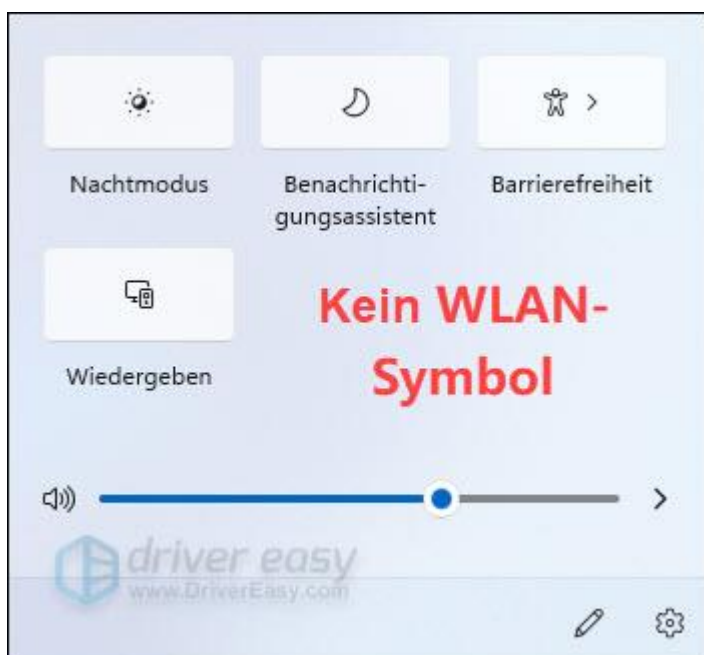 Nachtmodus
Benachrichti-
gungsassistent
Barrierefreiheit
Wiedergeben
Kein WLAN-
Symbol
driver easy
www.DriverEasy.com